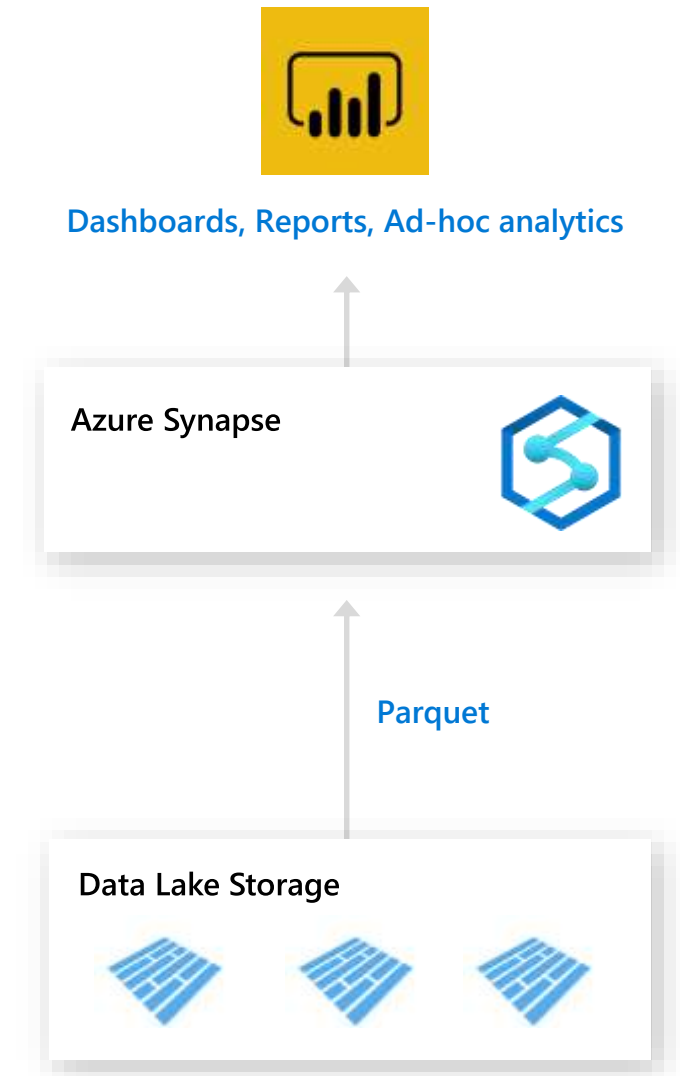 Dashboards, Reports, Ad-hoc analytics
Azure Synapse
Parquet
Data Lake Storage